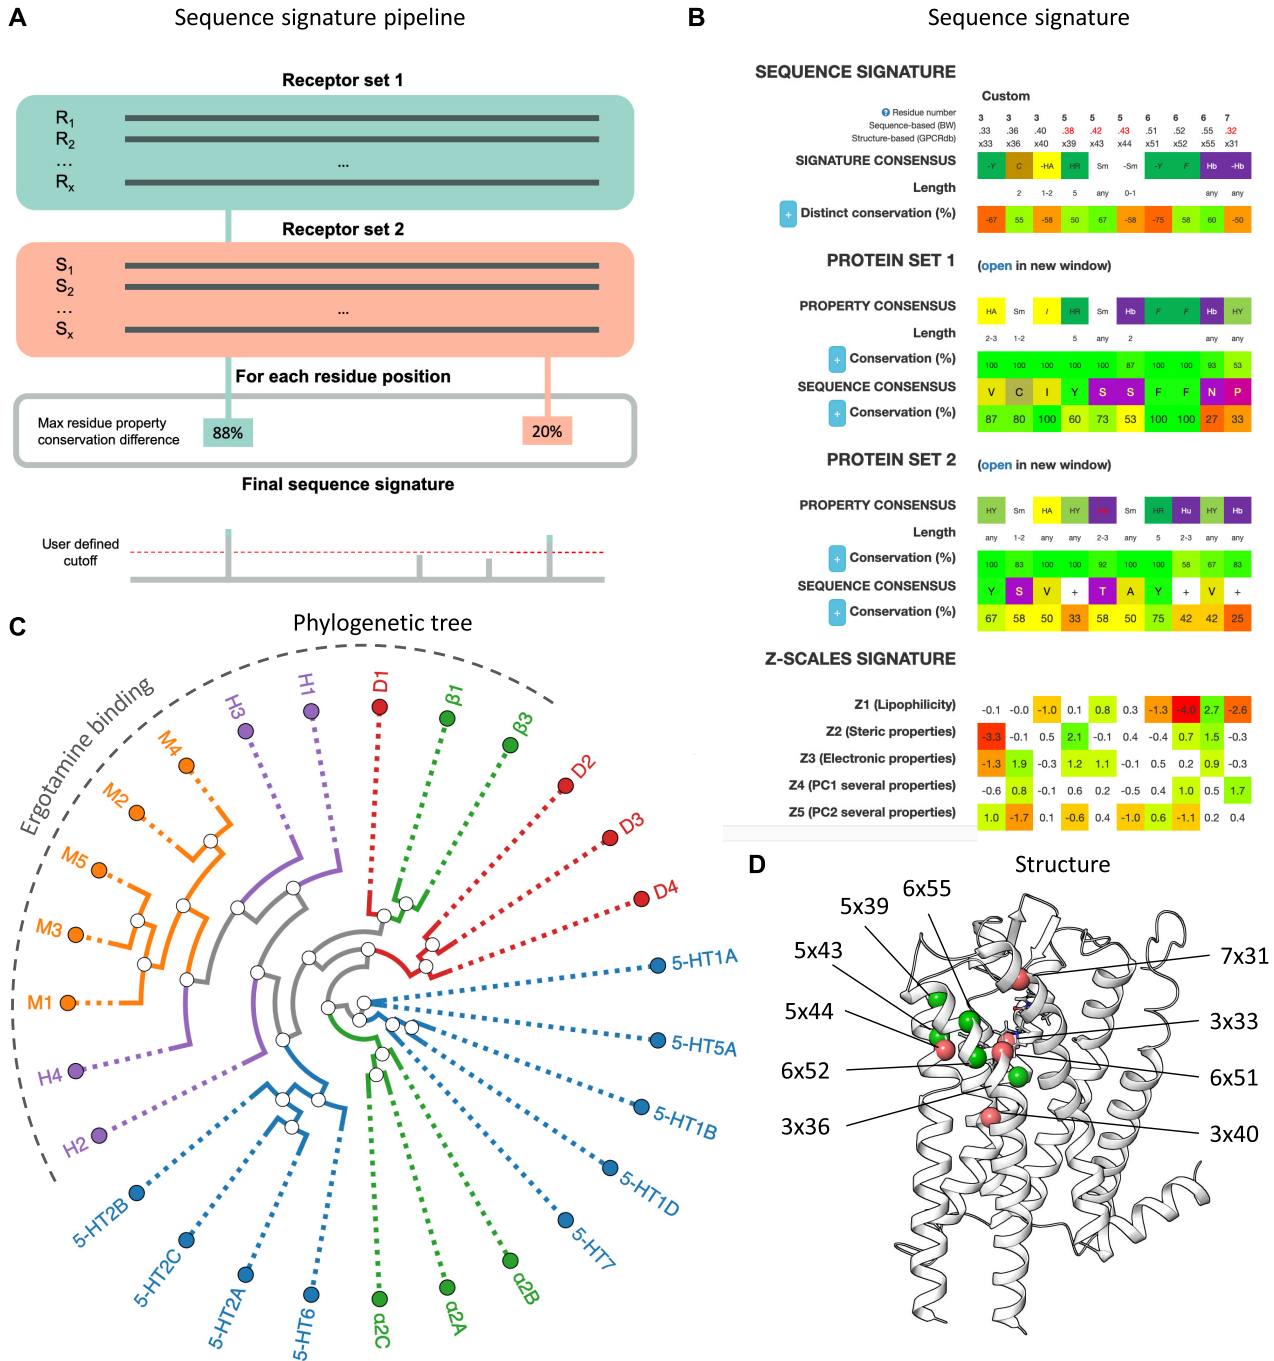 A
Sequence signature pipeline
Receptor set 1
R1
R2
...
...
Rx
Receptor set 2
S1
S2
...
...
Sx
For each residue position
Max residue property
conservation difference
88%
20%
Final sequence signature
User defined
cutoff
B
Sequence signature
SEQUENCE SIGNATURE
Custom
? Residue number 3 3 3 5 5 5 6 6 6 7
Sequence-based (BW) .33 .36 .40 .38 .42 .43 .51 .52 .55 .32
Structure-based (GPCRdb) x33 x36 x40 x39 x43 x44 x51 x52 x55 x31
SIGNATURE CONSENSUS -Y C -HA HR Sm -Sm -Y F Hb -Hb
Length 2 1-2 5 any 0-1 any any
+ Distinct conservation (%) -67 55 -58 50 67 -58 -75 58 60 -50
PROTEIN SET 1 (open in new window)
PROPERTY CONSENSUS HA Sm I HR Sm Hb F F Hb HY
Length 2-3 1-2 5 any 2 any any
+ Conservation (%) 100 100 100 100 100 87 100 100 93 53
SEQUENCE CONSENSUS V C I Y S S F F N P
+ Conservation (%) 87 80 100 60 73 53 100 100 27 33
PROTEIN SET 2 (open in new window)
PROPERTY CONSENSUS HY Sm HA HY Sm HR Hu HY Hb
Length any 1-2 any any 2-3 any 5 2-3 any any
+ Conservation (%) 100 83 100 100 92 100 100 58 67 83
SEQUENCE CONSENSUS Y S V + T A Y + V +
+ Conservation (%) 67 58 50 33 58 50 75 42 42 25
Z-SCALES SIGNATURE
Z1 (Lipophilicity) -0.1 -0.0 -1.0 0.1 0.8 0.3 -1.3 -4.0 2.7 -2.6
Z2 (Steric properties) -3.3 -0.1 0.5 2.1 -0.1 0.4 -0.4 0.7 1.5 -0.3
Z3 (Electronic properties) -1.3 1.9 -0.3 1.2 1.1 -0.1 0.5 0.2 0.9 -0.3
Z4 (PC1 several properties) -0.6 0.8 -0.1 0.6 0.2 -0.5 0.4 1.0 0.5 1.7
Z5 (PC2 several properties) 1.0 -1.7 0.1 -0.6 0.4 -1.0 0.6 -1.1 0.2 0.4
C
Phylogenetic tree
Ergotamine binding
H2
H4
M1
M3
M5
M2
M4
H3
H1
D1
β1
β3
D2
D3
D4
5-HT1A
5-HT5A
5-HT1B
5-HT1D
5-HT7
α2B
α2A
α2C
5-HT6
5-HT2A
5-HT2C
5-HT2B
D
Structure
6x55
5x39
5x43
5x44
6x52
3x36
7x31
3x33
6x51
3x40